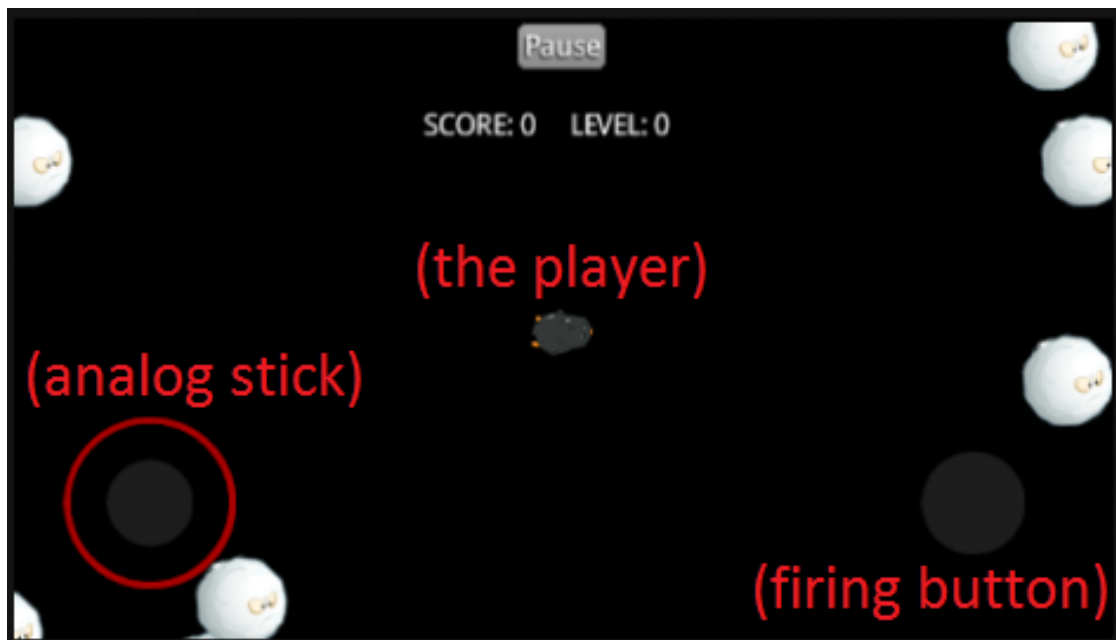 Pause
SCORE: 0 LEVEL: 0
(the player)
(analog stick)
(firing button)